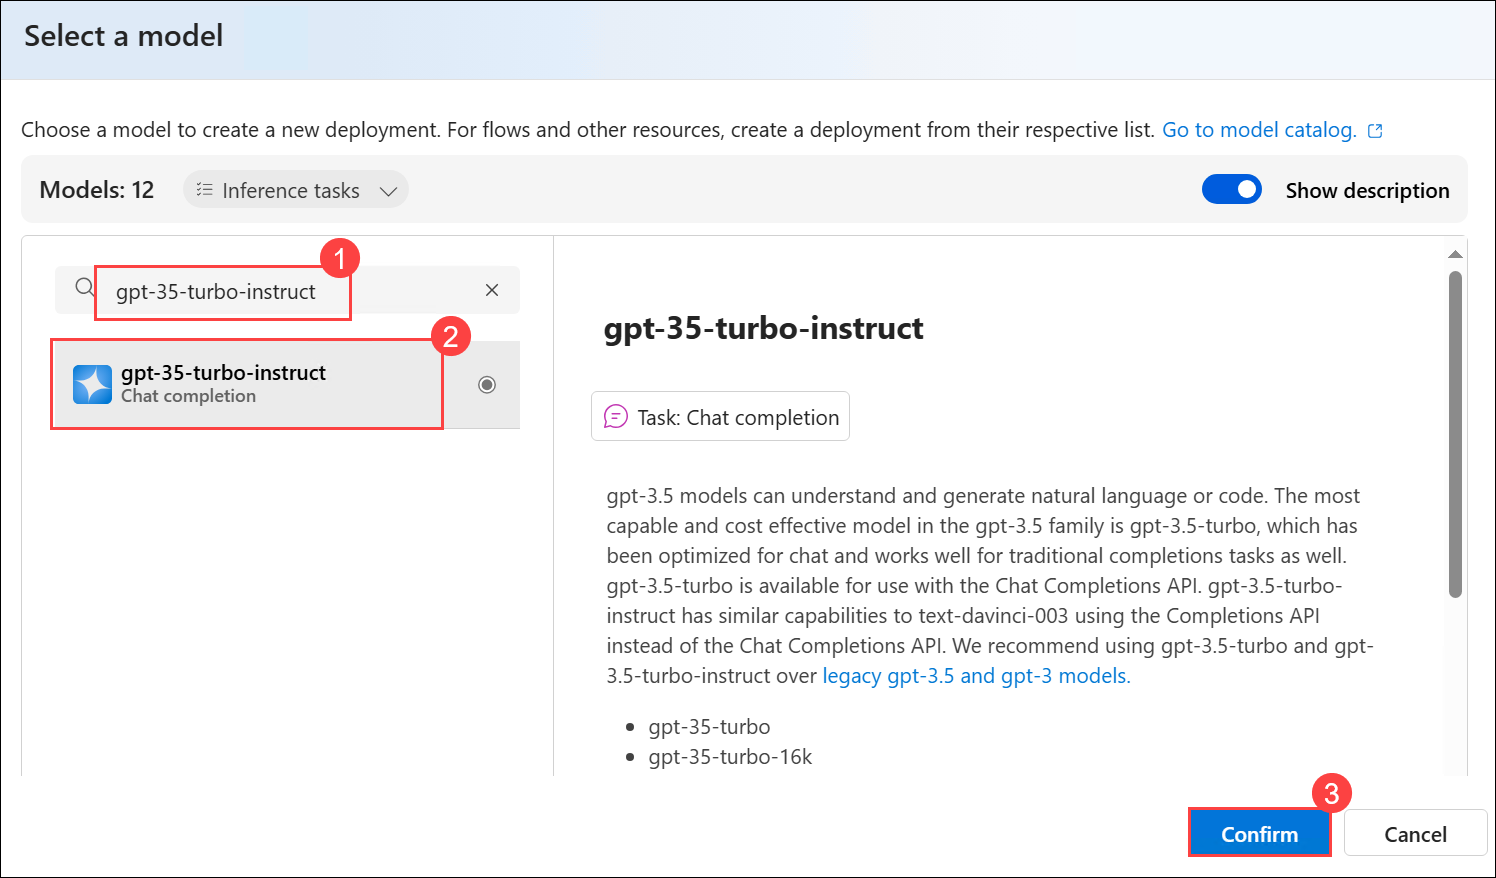 Select a model
Choose a model to create a new deployment. For flows and other resources, create a deployment from their respective list. Go to model catalog.
Models: 12
Inference tasks
Show description
1
gpt-35-turbo-instruct
2
gpt-35-turbo-instruct
Chat completion
gpt-35-turbo-instruct
Task: Chat completion
gpt-3.5 models can understand and generate natural language or code. The most
capable and cost effective model in the gpt-3.5 family is gpt-3.5-turbo, which has
been optimized for chat and works well for traditional completions tasks as well.
gpt-3.5-turbo is available for use with the Chat Completions API. gpt-3.5-turbo-
instruct has similar capabilities to text-davinci-003 using the Completions API
instead of the Chat Completions API. We recommend using gpt-3.5-turbo and gpt-
3.5-turbo-instruct over legacy gpt-3.5 and gpt-3 models.
• gpt-35-turbo
• gpt-35-turbo-16k
3
Confirm
Cancel